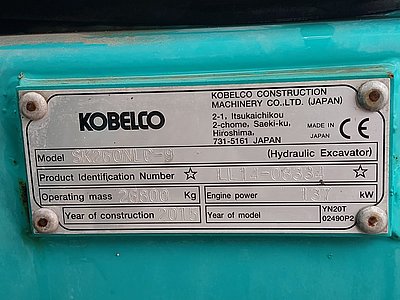 KOBELCO
KOBELCO CONSTRUCTION
MACHINERY CO.,LTD. (JAPAN)
2-1, Itsukaichikou
2-chome, Saeki-ku,
Hiroshima,
731-5161 JAPAN
MADE IN
JAPAN
CE
Model SK260NLC-9 (Hydraulic Excavator)
Product Identification Number ☆ LL14-08384 ☆
Operating mass Kg Engine power 137 kW
Year of construction 2015 Year of model
YN20T
02490P2